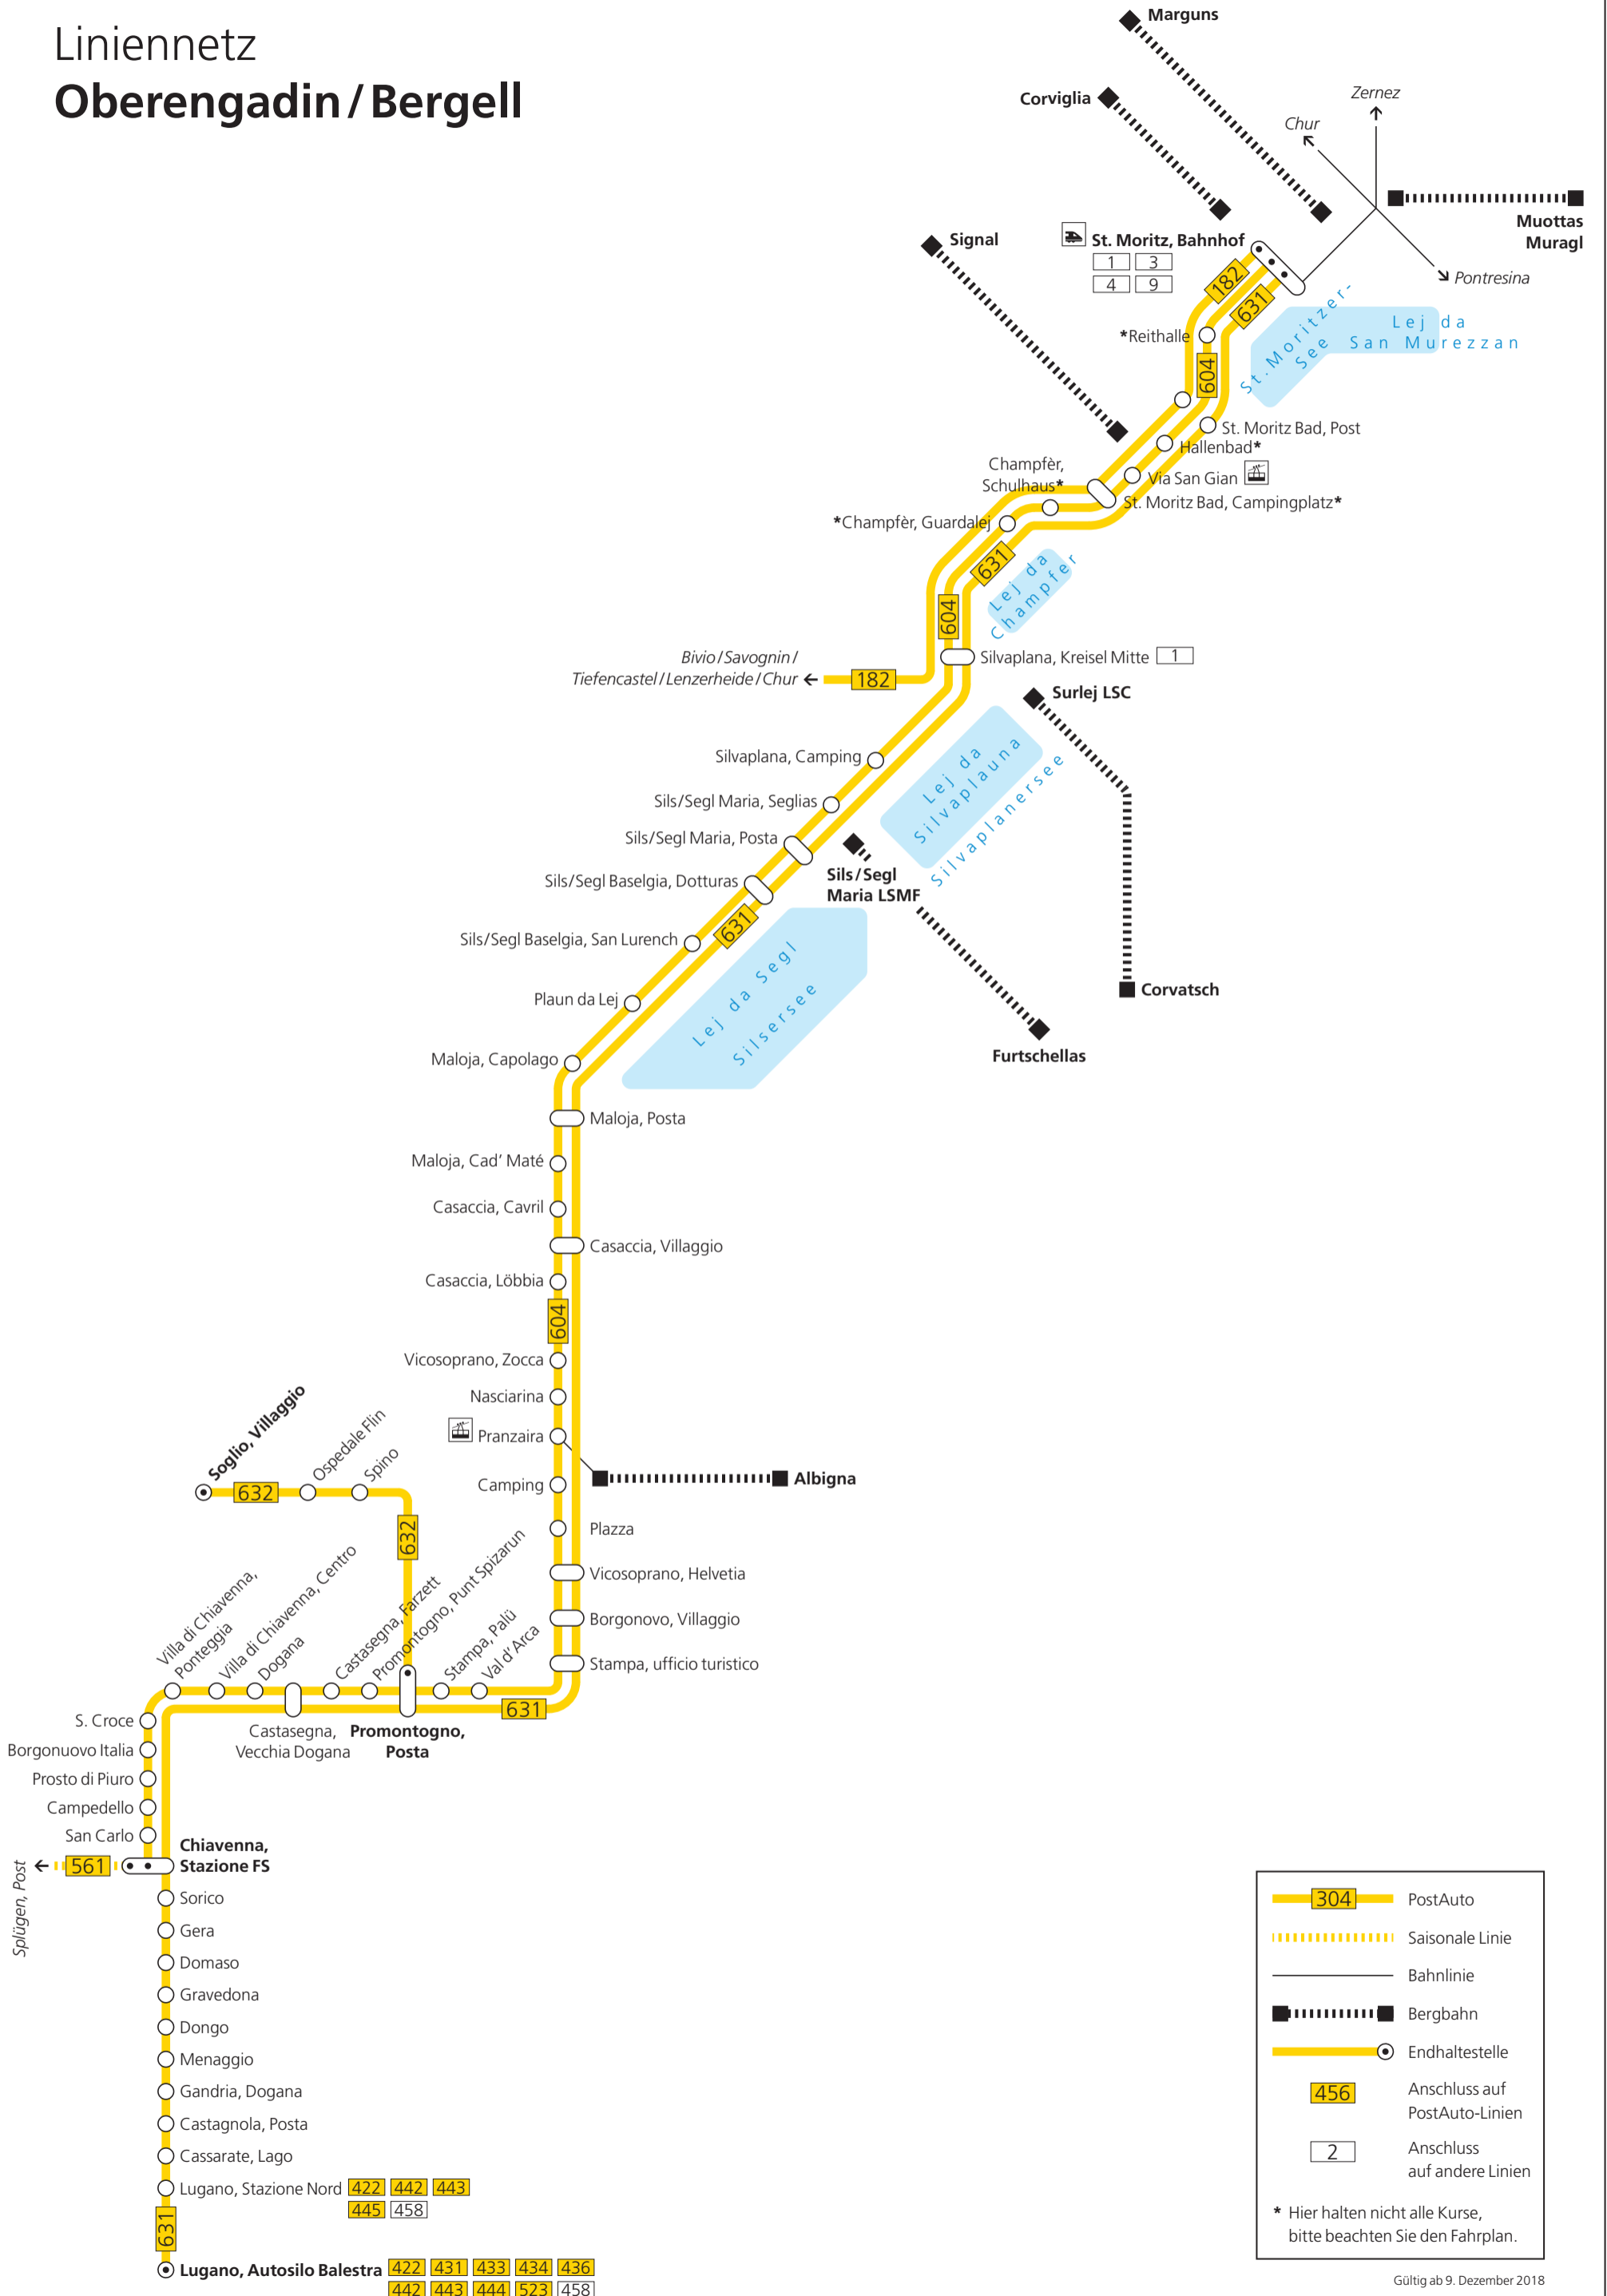 Liniennetz
Oberengadin / Bergell
Marguns
Corviglia
Zernez
Chur
Muottas
Muragl
Pontresina
Signal
St. Moritz, Bahnhof
1 3
4 9
182
631
*Reithalle
604
St. Moritzer-
See
Lej da
San Murezzan
St. Moritz Bad, Post
Hallenbad*
Via San Gian
St. Moritz Bad, Campingplatz*
Champfèr,
Schulhaus*
*Champfèr, Guardalej
631
Lej da
Champfer
604
Bivio / Savognin /
Tiefencastel / Lenzerheide / Chur
182
Silvaplana, Kreisel Mitte 1
Surlej LSC
Silvaplana, Camping
Lej da
Silvaplauna
Silvaplanersee
Sils/Segl Maria, Seglias
Sils/Segl Maria, Posta
Sils/Segl
Maria LSMF
Sils/Segl Baselgia, Dotturas
631
Sils/Segl Baselgia, San Lurench
Lej da Segl
Silsersee
Corvatsch
Furtschellas
Plaun da Lej
Maloja, Capolago
Maloja, Posta
Maloja, Cad' Maté
Casaccia, Cavril
Casaccia, Villaggio
Casaccia, Löbbia
604
Vicosoprano, Zocca
Nasciarina
Pranzaira
Albigna
Camping
Plazza
Vicosoprano, Helvetia
Borgonovo, Villaggio
Stampa, ufficio turistico
Soglio, Villaggio
632
Ospedale Flin
Spino
632
Villa di Chiavenna,
Ponteggia
Villa di Chiavenna, Centro
Dogana
Castasegna, Farzett
Promontogno, Punt Spizarun
Stampa, Palü
Val d'Arca
631
Castasegna,
Vecchia Dogana
Promontogno,
Posta
S. Croce
Borgonuovo Italia
Prosto di Piuro
Campedello
San Carlo
Chiavenna,
Stazione FS
561
Splügen, Post
Sorico
Gera
Domaso
Gravedona
Dongo
Menaggio
Gandria, Dogana
Castagnola, Posta
Cassarate, Lago
Lugano, Stazione Nord 422 442 443
445 458
631
Lugano, Autosilo Balestra 422 431 433 434 436
442 443 444 523 458
304 PostAuto
Saisonale Linie
Bahnlinie
Bergbahn
Endhaltestelle
456 Anschluss auf
PostAuto-Linien
2 Anschluss
auf andere Linien
* Hier halten nicht alle Kurse,
bitte beachten Sie den Fahrplan.
Gültig ab 9. Dezember 2018